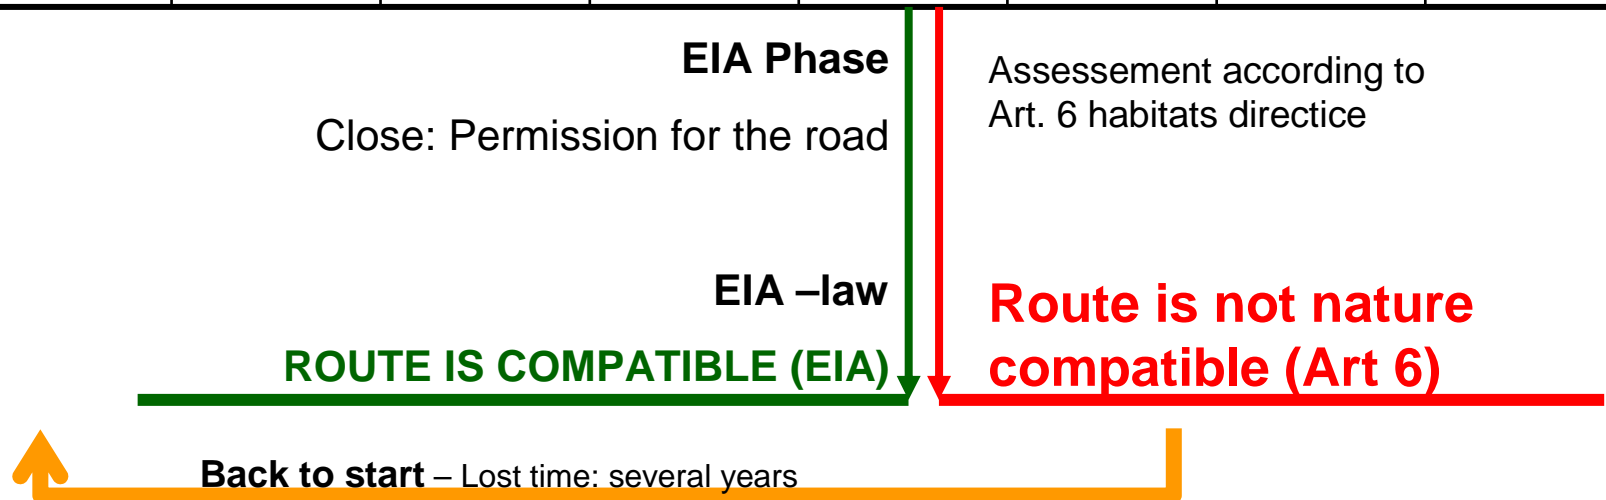 EIA Phase
Close: Permission for the road
EIA –law
ROUTE IS COMPATIBLE (EIA)
Assessement according to
Art. 6 habitats directice
Route is not nature
compatible (Art 6)
Back to start – Lost time: several years